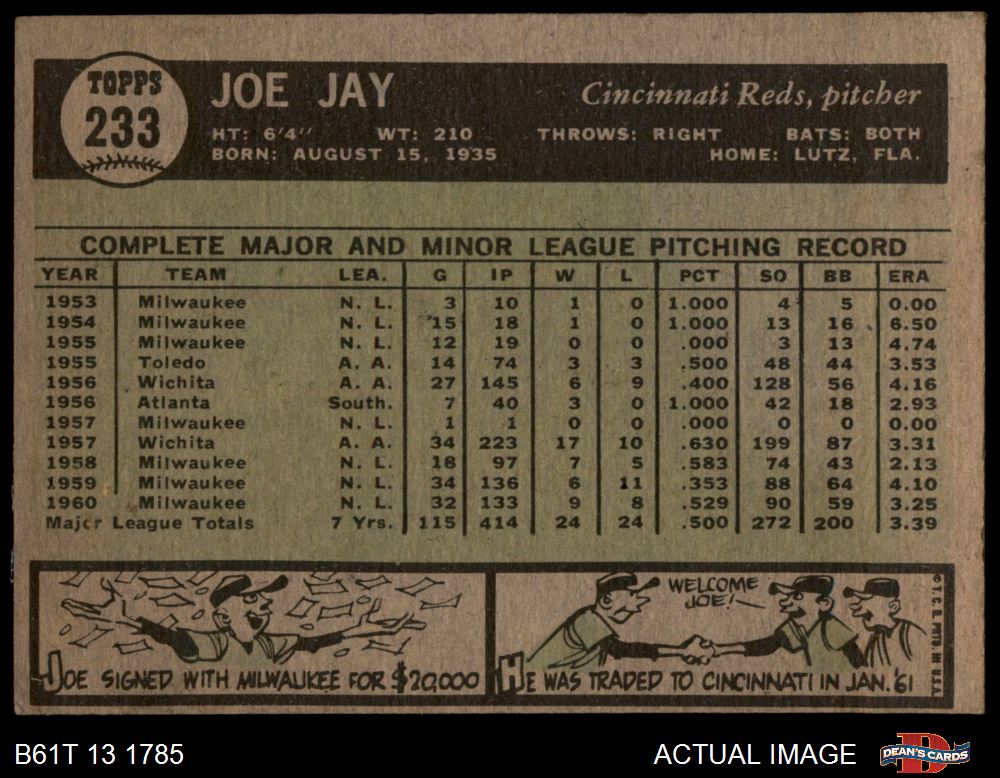 TOPPS
233
JOE JAY
Cincinnati Reds, pitcher
HT: 6'4" WT: 210 THROWS: RIGHT BATS: BOTH
BORN: AUGUST 15, 1935 HOME: LUTZ, FLA.
COMPLETE MAJOR AND MINOR LEAGUE PITCHING RECORD
YEAR TEAM LEA. G IP W L PCT SO BB ERA
1953 Milwaukee N. L. 3 10 1 0 1.000 4 5 0.00
1954 Milwaukee N. L. 15 18 1 0 1.000 13 16 6.50
1955 Milwaukee N. L. 12 19 0 0 .000 3 13 4.74
1955 Toledo A. A. 14 74 3 3 .500 48 44 3.53
1956 Wichita A. A. 27 145 6 9 .400 128 56 4.16
1956 Atlanta South. 7 40 3 0 1.000 42 18 2.93
1957 Milwaukee N. L. 1 1 0 0 .000 0 0 0.00
1957 Wichita A. A. 34 223 17 10 .630 199 87 3.31
1958 Milwaukee N. L. 18 97 7 5 .583 74 43 2.13
1959 Milwaukee N. L. 34 136 6 11 .353 88 64 4.10
1960 Milwaukee N. L. 32 133 9 8 .529 90 59 3.25
Major League Totals 7 Yrs. 115 414 24 24 .500 272 200 3.39
JOE SIGNED WITH MILWAUKEE FOR $20,000
WELCOME
JOE!
HE WAS TRADED TO CINCINNATI IN JAN. '61
© T. C. G. PRTD. IN U.S.A.
B61T 13 1785
ACTUAL IMAGE
DEAN'S CARDS